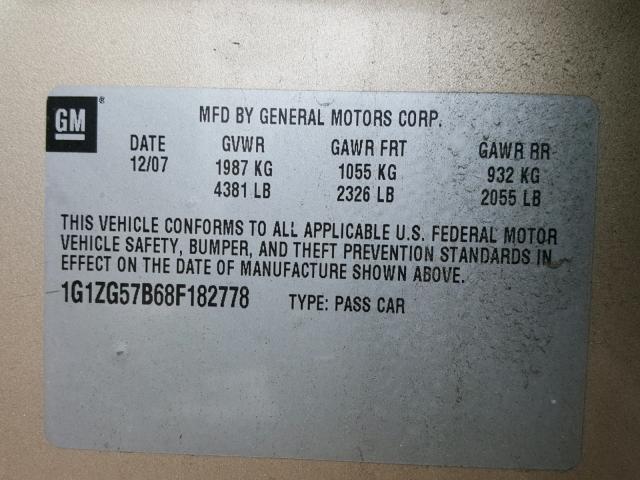 GM ®
MFD BY GENERAL MOTORS CORP.
DATE GVWR GAWR FRT GAWR RR
12/07 1987 KG 1055 KG 932 KG
4381 LB 2326 LB 2055 LB
THIS VEHICLE CONFORMS TO ALL APPLICABLE U.S. FEDERAL MOTOR
VEHICLE SAFETY, BUMPER, AND THEFT PREVENTION STANDARDS IN
EFFECT ON THE DATE OF MANUFACTURE SHOWN ABOVE.
1G1ZG57B68F182778 TYPE: PASS CAR